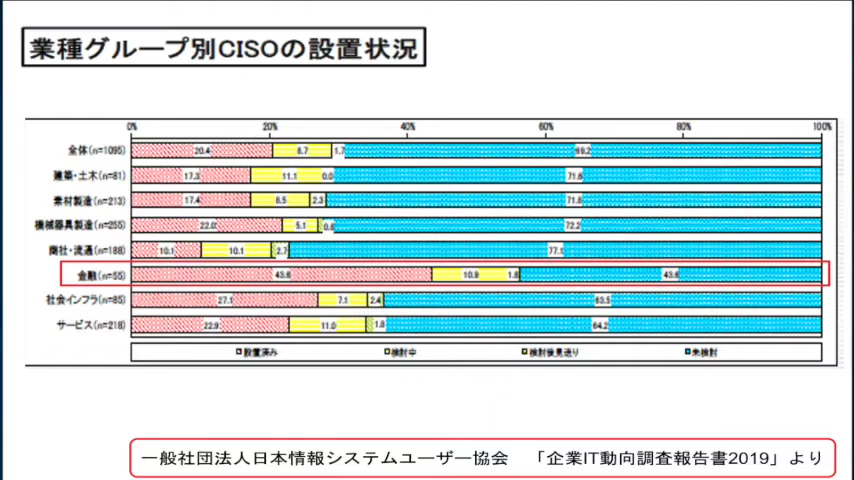 業種グループ別CISOの設置状況
0% 20% 40% 60% 80% 100%
全体(n=1095) 20.4 8.7 1.7 69.2
建築・土木(n=81) 17.3 11.1 0.0 71.6
素材製造(n=213) 17.4 8.5 2.3 71.8
機械器具製造(n=255) 22.0 5.1 0.8 72.2
商社・流通(n=188) 10.1 10.1 2.7 77.1
金融(n=55) 43.6 10.9 1.8 43.6
社会インフラ(n=85) 27.1 7.1 2.4 63.5
サービス(n=218) 22.9 11.0 1.8 64.2
設置済み 検討中 検討後見送り 未検討
一般社団法人日本情報システムユーザー協会 「企業IT動向調査報告書2019」より